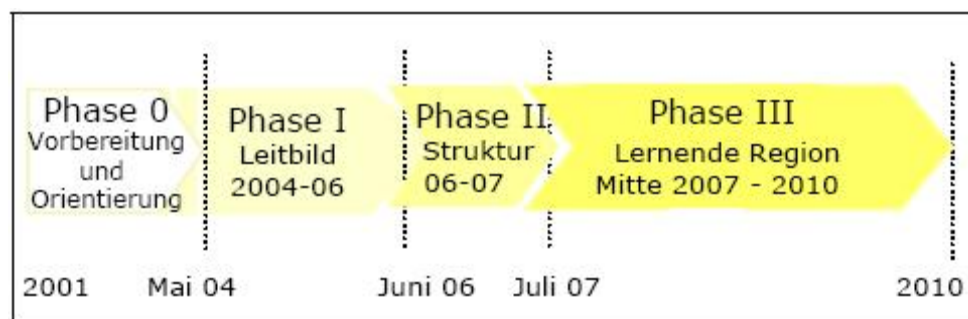 Phase 0
Vorbereitung
und
Orientierung
Phase I
Leitbild
2004-06
Phase II
Struktur
06-07
Phase III
Lernende Region
Mitte 2007 - 2010
2001
Mai 04
Juni 06
Juli 07
2010